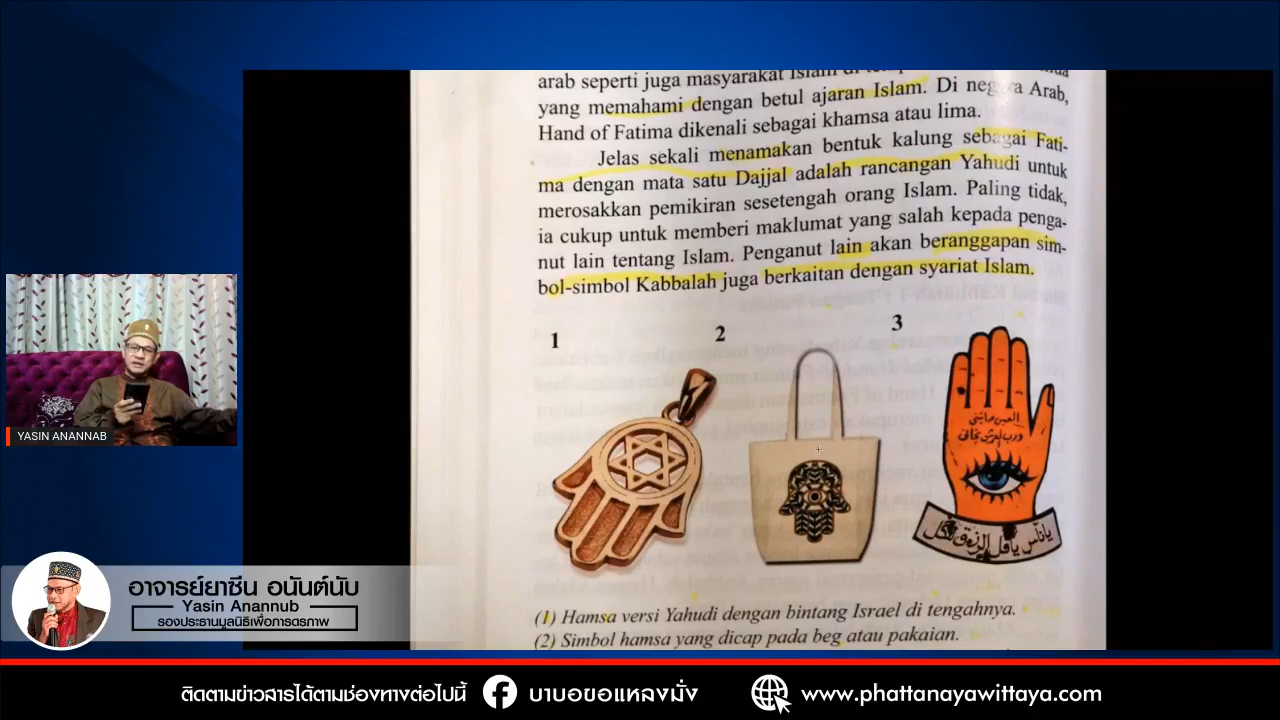 arab seperti juga masyarakat Islam di
yang memahami dengan betul ajaran Islam. Di negara Arab,
Hand of Fatima dikenali sebagai khamsa atau lima.
Jelas sekali menamakan bentuk kalung sebagai Fati-
ma dengan mata satu Dajjal adalah rancangan Yahudi untuk
merosakkan pemikiran sesetengah orang Islam. Paling tidak,
ia cukup untuk memberi maklumat yang salah kepada penga-
nut lain tentang Islam. Penganut lain akan beranggapan sim-
bol-simbol Kabbalah juga berkaitan dengan syariat Islam.
1
2
3
العين صابتني
ورب العرش نجاني
(1) Hamsa versi Yahudi dengan bintang Israel di tengahnya.
(2) Simbol hamsa yang dicap pada beg atau pakaian.
YASIN ANANNAB
อาจารย์ยาซีน อนันต์นับ
Yasin Anannub
รองประธานมูลนิธิเพื่อการดรภาพ
ติดตามข่าวสารได้ตามช่องทางต่อไปนี้
บาบอขอแหลงมั่ง
www.phattanayawittaya.com